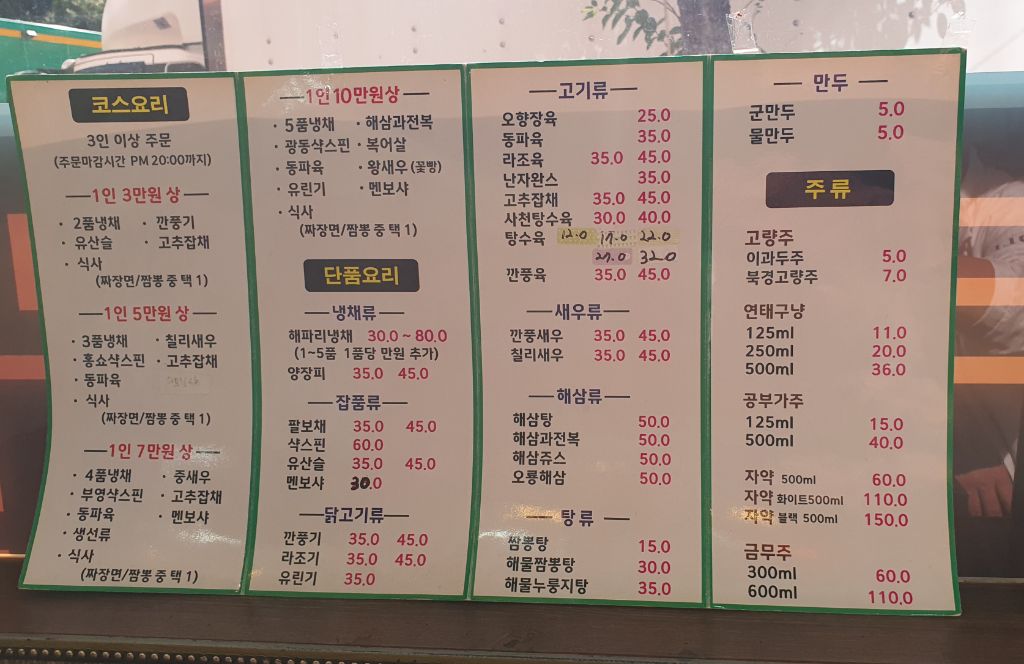 코스요리
3인 이상 주문
(주문마감시간 PM 20:00까지)
1인 3만원 상
· 2품냉채 · 깐풍기
· 유산슬 · 고추잡채
· 식사
(짜장면/짬뽕 중 택 1)
1인 5만원 상
· 3품냉채 · 칠리새우
· 홍쇼샥스핀 · 고추잡채
· 동파육
· 식사
(짜장면/짬뽕 중 택 1)
1인 7만원 상
· 4품냉채 · 중새우
· 부영샥스핀 · 고추잡채
· 동파육 · 멘보샤
· 생선류
· 식사
(짜장면/짬뽕 중 택 1)
1인 10만원상
· 5품냉채 · 해삼과전복
· 광동샥스핀 · 복어살
· 동파육 · 왕새우 (꽃빵)
· 유린기 · 멘보샤
· 식사
(짜장면/짬뽕 중 택 1)
단품요리
냉채류
해파리냉채 30.0 ~ 80.0
(1~5품 1품당 만원 추가)
양장피 35.0 45.0
잡품류
팔보채 35.0 45.0
샥스핀 60.0
유산슬 35.0 45.0
멘보샤 30.0
닭고기류
깐풍기 35.0 45.0
라조기 35.0 45.0
유린기 35.0
고기류
오향장육 25.0
동파육 35.0
라조육 35.0 45.0
난자완스 35.0
고추잡채 35.0 45.0
사천탕수육 30.0 40.0
탕수육 12.0 17.0 22.0
27.0 32.0
깐풍육 35.0 45.0
새우류
깐풍새우 35.0 45.0
칠리새우 35.0 45.0
해삼류
해삼탕 50.0
해삼과전복 50.0
해삼쥬스 50.0
오룡해삼 50.0
탕류
짬뽕탕 15.0
해물짬뽕탕 30.0
해물누룽지탕 35.0
만두
군만두 5.0
물만두 5.0
주류
고량주
이과두주 5.0
북경고량주 7.0
연태구냥
125ml 11.0
250ml 20.0
500ml 36.0
공부가주
125ml 15.0
500ml 40.0
자약 500ml 60.0
자약 화이트500ml 110.0
자약 블랙 500ml 150.0
금무주
300ml 60.0
600ml 110.0